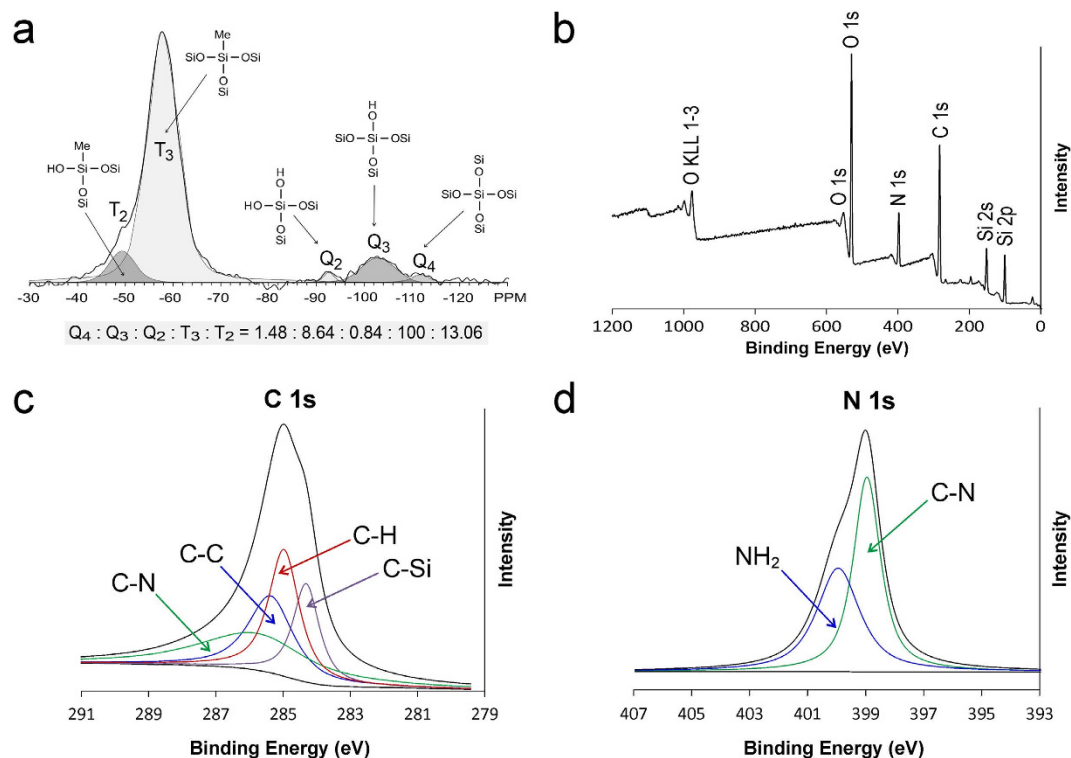 a
Me
SiO—Si—OSi
O
Si
Me
HO—Si—OSi
O
Si
T3
T2
H
O
HO—Si—OSi
O
Si
H
O
SiO—Si—OSi
O
Si
Si
O
SiO—Si—OSi
O
Si
Q2
Q3
Q4
-30 -40 -50 -60 -70 -80 -90 -100 -110 -120 PPM
Q4 : Q3 : Q2 : T3 : T2 = 1.48 : 8.64 : 0.84 : 100 : 13.06
b
O KLL 1-3
O 1s
O 1s
N 1s
C 1s
Si 2s
Si 2p
Intensity
1200 1000 800 600 400 200 0
Binding Energy (eV)
c
C 1s
C-N
C-C
C-H
C-Si
Intensity
291 289 287 285 283 281 279
Binding Energy (eV)
d
N 1s
NH2
C-N
Intensity
407 405 403 401 399 397 395 393
Binding Energy (eV)